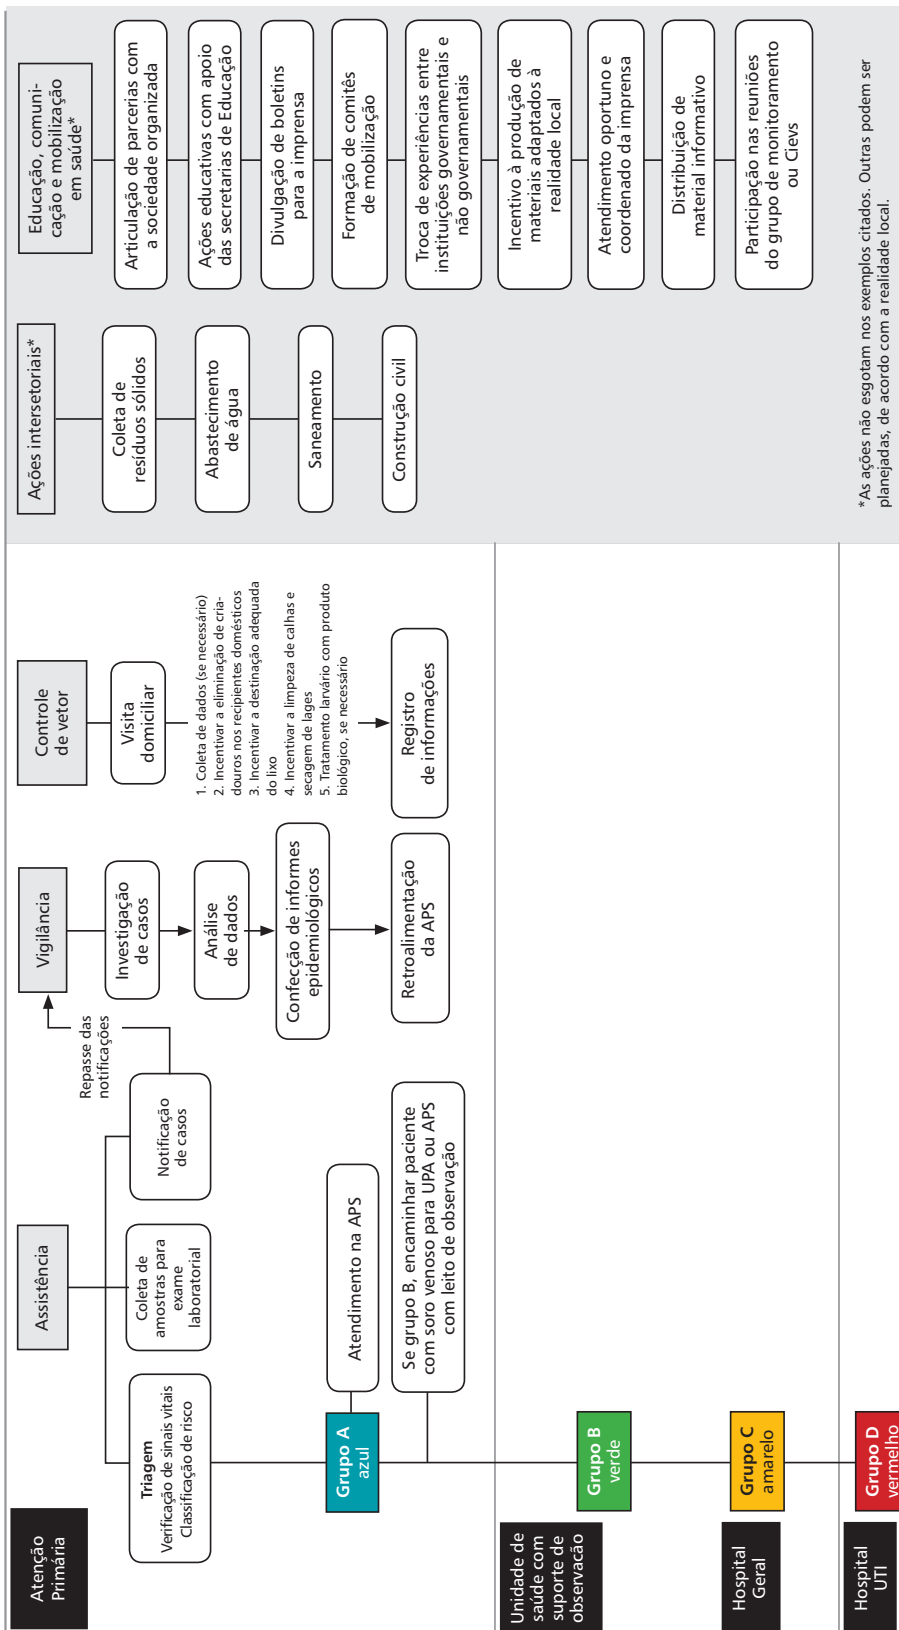 Atenção
Primária
Assistência
Triagem
Verificação de sinais vitais
Classificação de risco
Coleta de
amostras para
exame
laboratorial
Notificação
de casos
Repasse das
notificações
Grupo A
azul
Atendimento na APS
Se grupo B, encaminhar paciente
com soro venoso para UPA ou APS
com leito de observação
Vigilância
Investigação
de casos
Análise
de dados
Confecção de informes
epidemiológicos
Retroalimentação
da APS
Controle
de vetor
Visita
domiciliar
1. Coleta de dados (se necessário)
2. Incentivar a eliminação de cria-
douros nos recipientes domésticos
3. Incentivar a destinação adequada
do lixo
4. Incentivar a limpeza de calhas e
secagem de lages
5. Tratamento larvário com produto
biológico, se necessário
Registro
de informações
Unidade de
saúde com
suporte de
observacão
Grupo B
verde
Hospital
Geral
Grupo C
amarelo
Hospital
UTI
Grupo D
vermelho
Ações intersetoriais*
Coleta de
resíduos sólidos
Abastecimento
de água
Saneamento
Construção civil
Educação, comuni-
cação e mobilização
em saúde*
Articulação de parcerias com
a sociedade organizada
Ações educativas com apoio
das secretarias de Educação
Divulgação de boletins
para a imprensa
Formação de comitês
de mobilização
Troca de experiências entre
instituições governamentais e
não governamentais
Incentivo à produção de
materiais adaptados à
realidade local
Atendimento oportuno e
coordenado da imprensa
Distribuição de
material informativo
Participação nas reuniões
do grupo de monitoramento
ou Cievs
*As ações não esgotam nos exemplos citados. Outras podem ser
planejadas, de acordo com a realidade local.